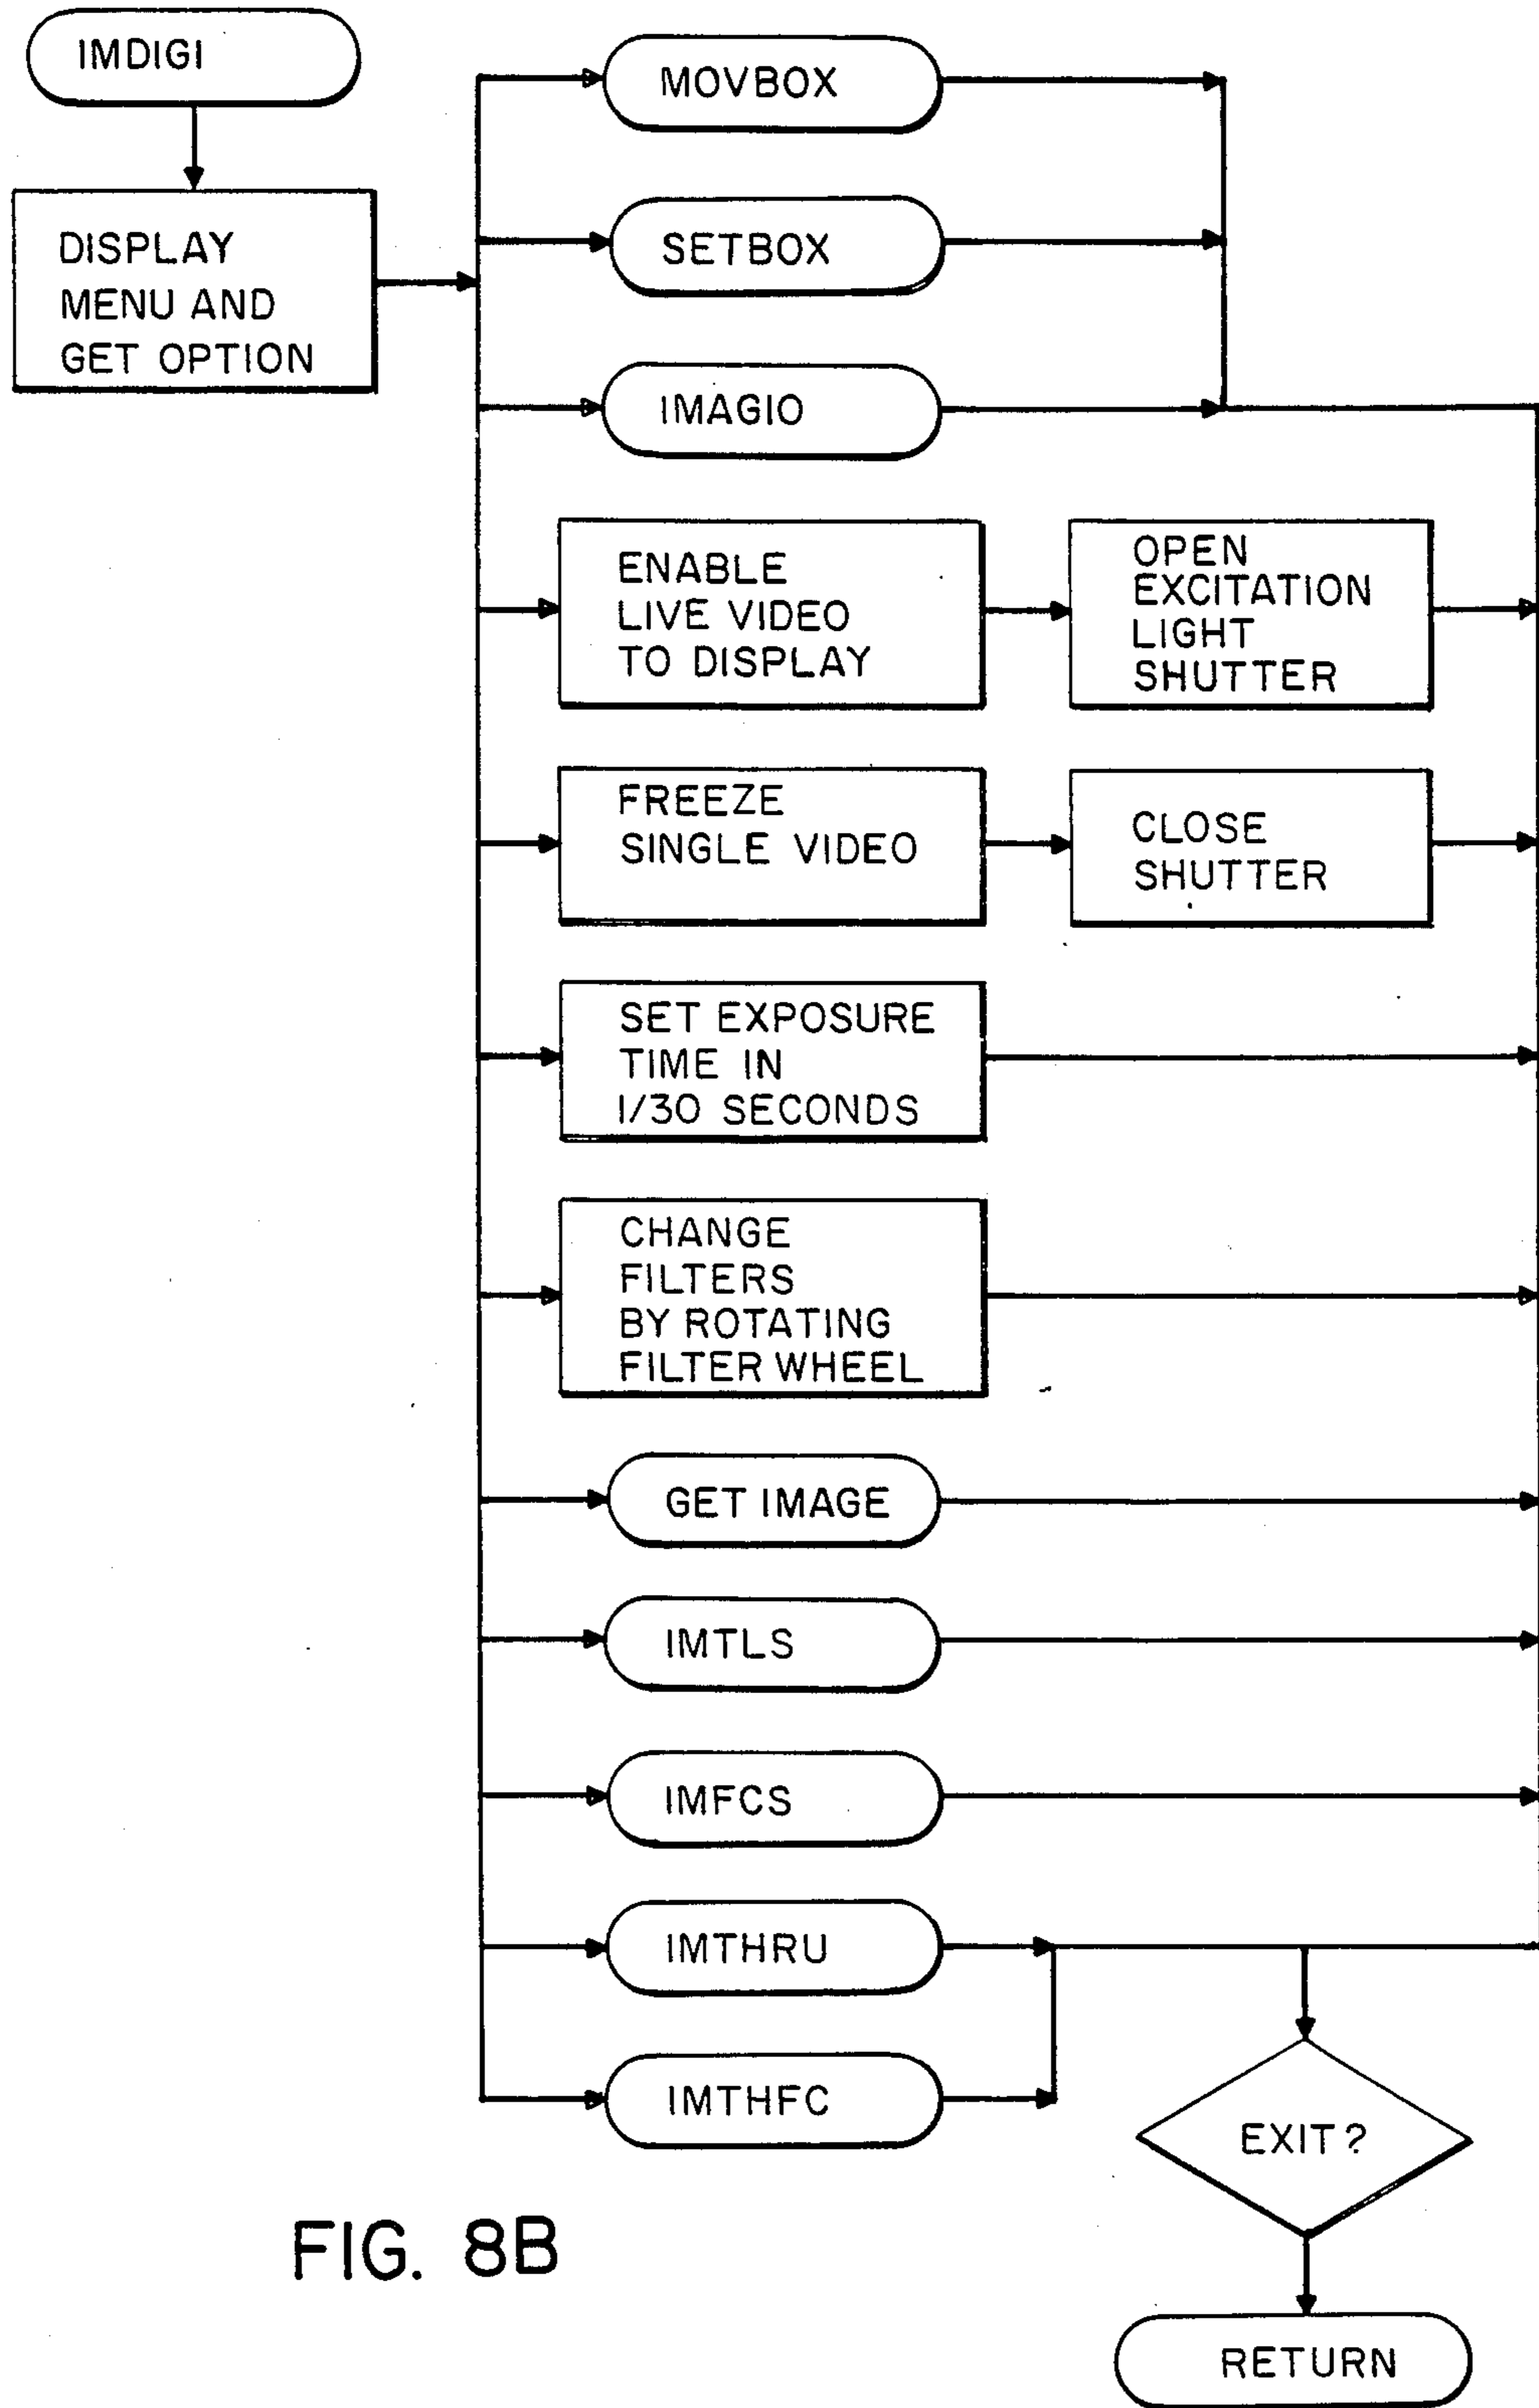 IMDIGI
DISPLAY
MENU AND
GET OPTION
MOVBOX
SETBOX
IMAGIO
ENABLE
LIVE VIDEO
TO DISPLAY
OPEN
EXCITATION
LIGHT
SHUTTER
FREEZE
SINGLE VIDEO
CLOSE
SHUTTER
SET EXPOSURE
TIME IN
1/30 SECONDS
CHANGE
FILTERS
BY ROTATING
FILTER WHEEL
GET IMAGE
IMTLS
IMFCS
IMTHRU
IMTHFC
EXIT?
RETURN
FIG. 8B